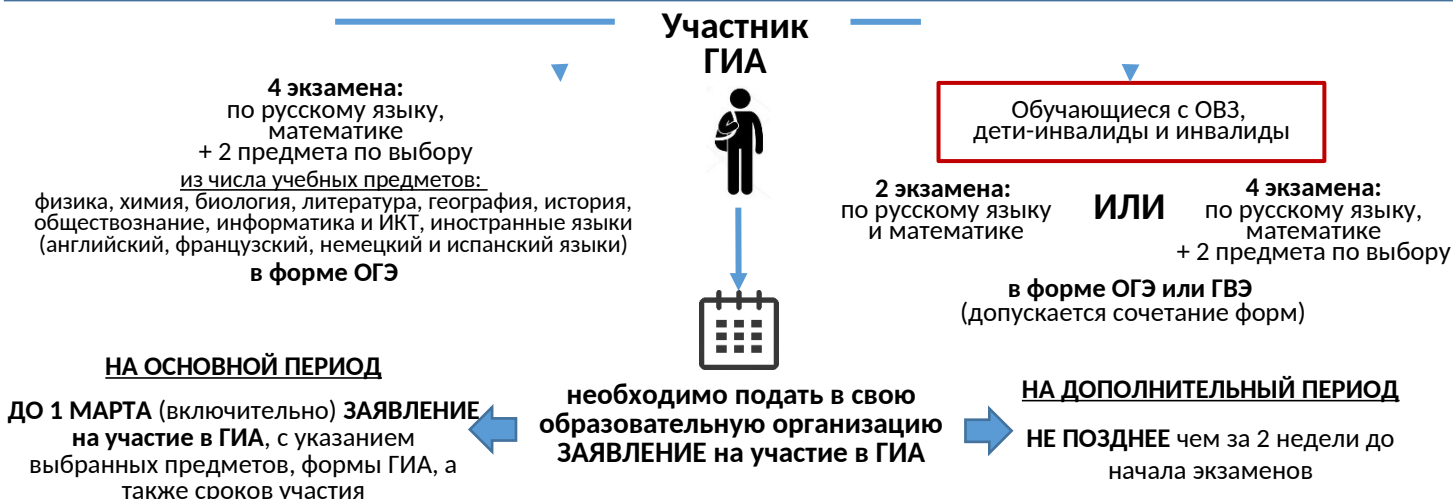 Участник
ГИА
4 экзамена:
по русскому языку,
математике
+ 2 предмета по выбору
из числа учебных предметов:
физика, химия, биология, литература, география, история,
обществознание, информатика и ИКТ, иностранные языки
(английский, французский, немецкий и испанский языки)
в форме ОГЭ
Обучающиеся с ОВЗ,
дети-инвалиды и инвалиды
2 экзамена:
по русскому языку
и математике
ИЛИ
4 экзамена:
по русскому языку,
математике
+ 2 предмета по выбору
в форме ОГЭ или ГВЭ
(допускается сочетание форм)
НА ОСНОВНОЙ ПЕРИОД
ДО 1 МАРТА (включительно) ЗАЯВЛЕНИЕ
на участие в ГИА, с указанием
выбранных предметов, формы ГИА, а
также сроков участия
необходимо подать в свою
образовательную организацию
ЗАЯВЛЕНИЕ на участие в ГИА
НА ДОПОЛНИТЕЛЬНЫЙ ПЕРИОД
НЕ ПОЗДНЕЕ чем за 2 недели до
начала экзаменов